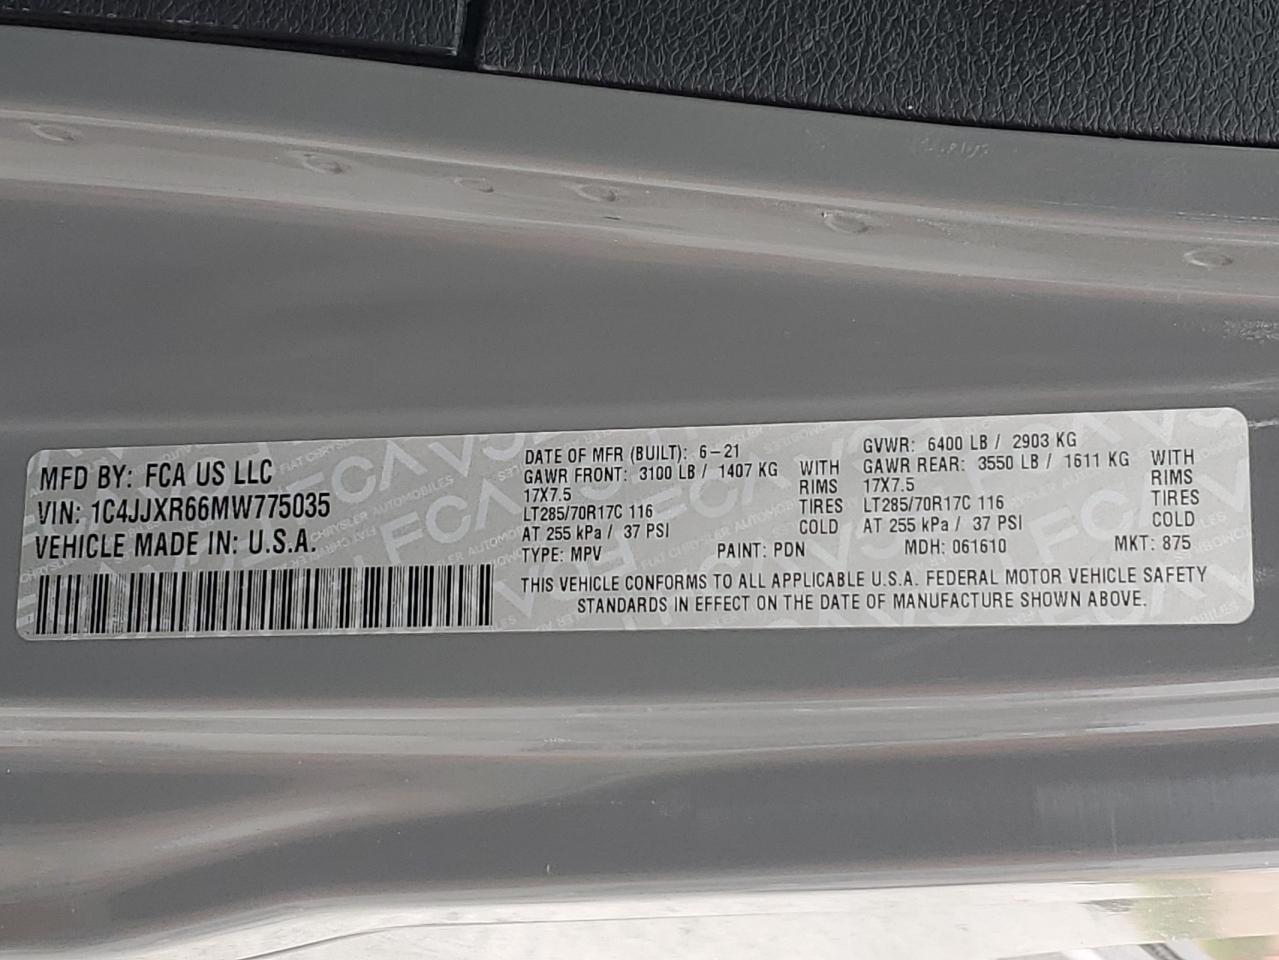 MFD BY: FCA US LLC
VIN: 1C4JJXR66MW775035
VEHICLE MADE IN: U.S.A.
DATE OF MFR (BUILT): 6-21
GAWR FRONT: 3100 LB / 1407 KG WITH
17X7.5 RIMS
LT285/70R17C 116 TIRES
AT 255 kPa / 37 PSI COLD
GVWR: 6400 LB / 2903 KG
GAWR REAR: 3550 LB / 1611 KG WITH
17X7.5 RIMS
LT285/70R17C 116 TIRES
AT 255 kPa / 37 PSI COLD
TYPE: MPV PAINT: PDN MDH: 061610 MKT: 875
THIS VEHICLE CONFORMS TO ALL APPLICABLE U.S.A. FEDERAL MOTOR VEHICLE SAFETY
STANDARDS IN EFFECT ON THE DATE OF MANUFACTURE SHOWN ABOVE.